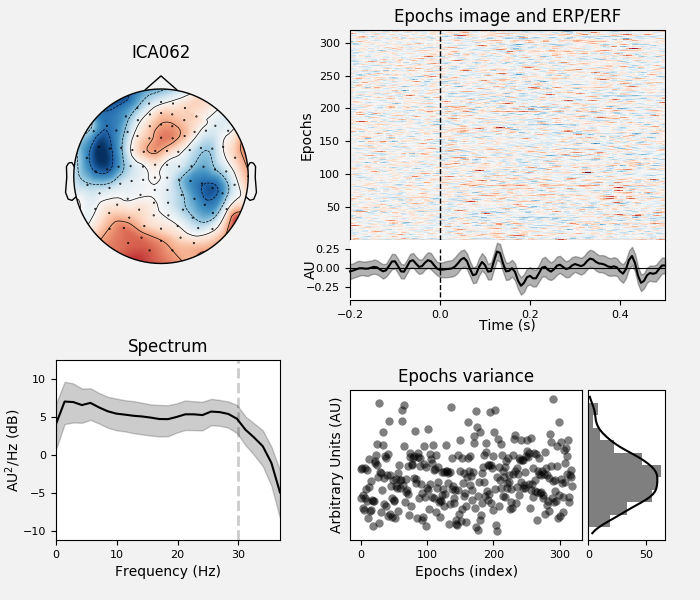 ICA062
Epochs image and ERP/ERF
300
250
200
150
100
50
Epochs
0.25
0.00
−0.25
AU
−0.2
0.0
0.2
0.4
Time (s)
Spectrum
10
5
0
−5
−10
AU²/Hz (dB)
0
10
20
30
Frequency (Hz)
Epochs variance
Arbitrary Units (AU)
0
100
200
300
Epochs (index)
0
50